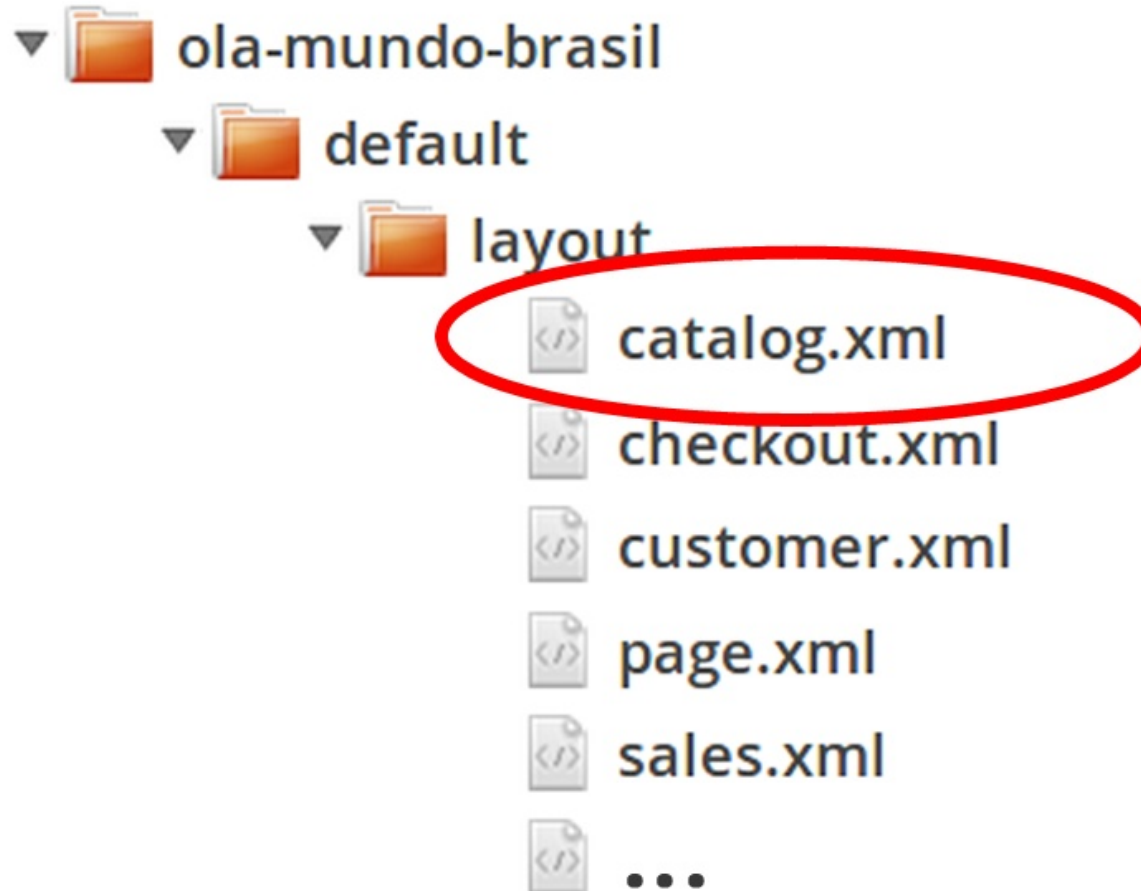 ola-mundo-brasil
default
layout
catalog.xml
checkout.xml
customer.xml
page.xml
sales.xml
...